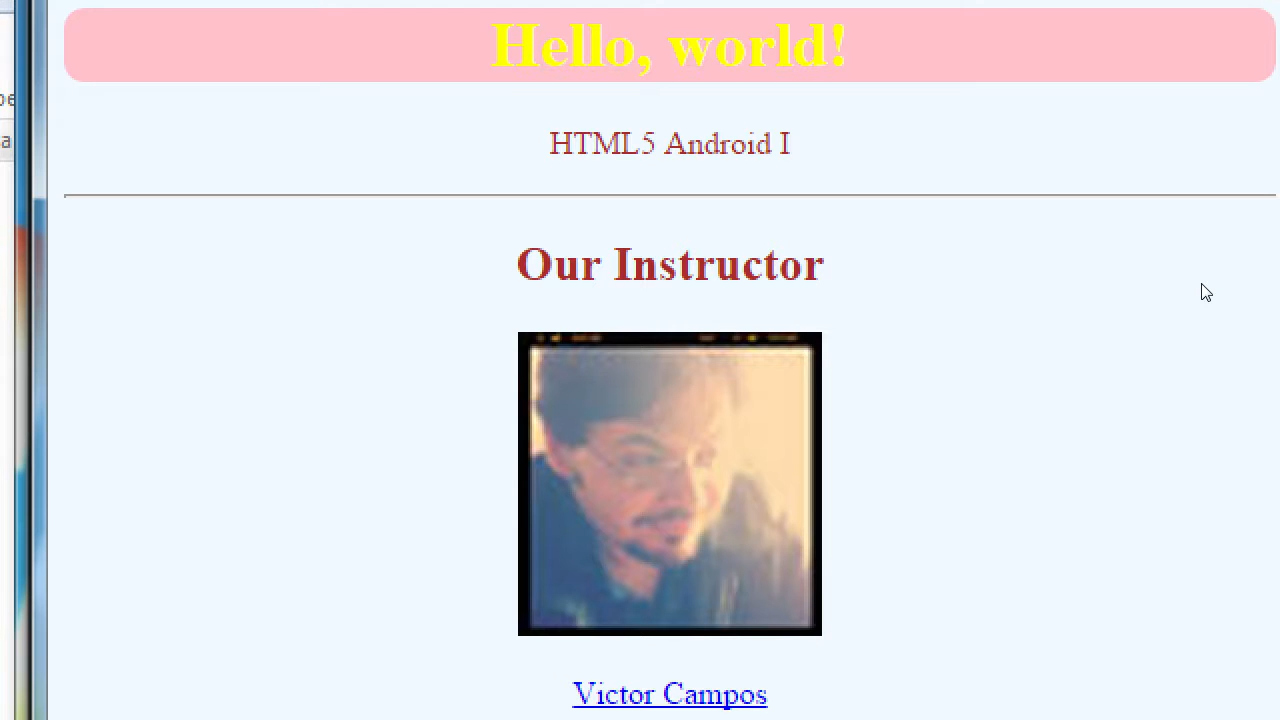 Hello, world!
HTML5 Android I
Our Instructor
Victor Campos